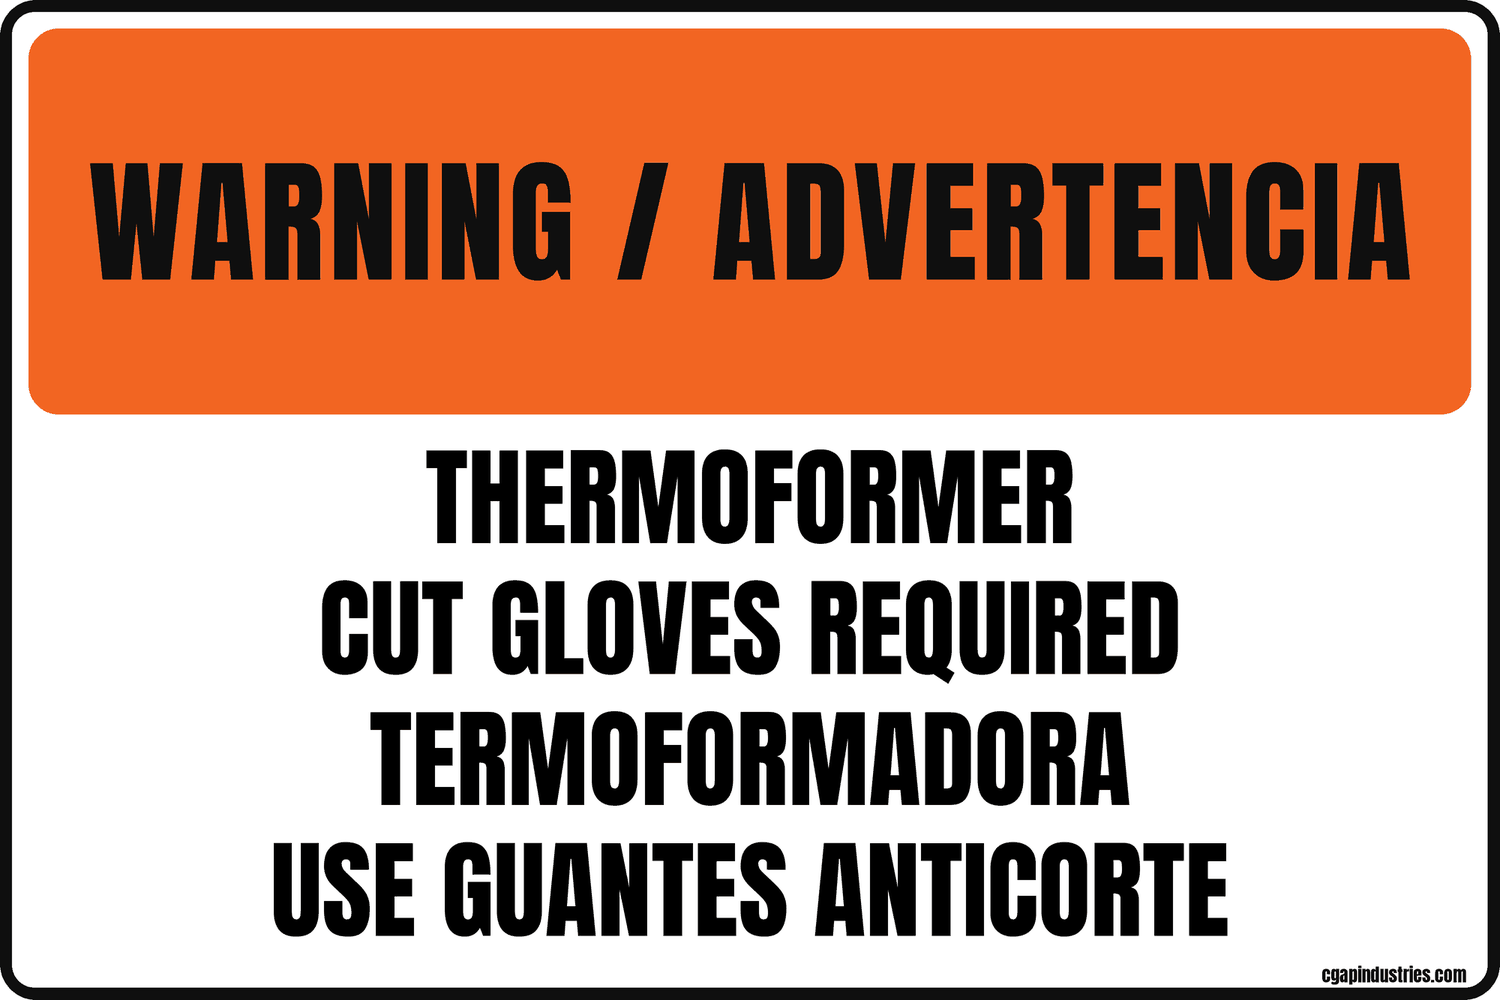 WARNING / ADVERTENCIA
THERMOFORMER
CUT GLOVES REQUIRED
TERMOFORMADORA
USE GUANTES ANTICORTE
cgapindustries.com